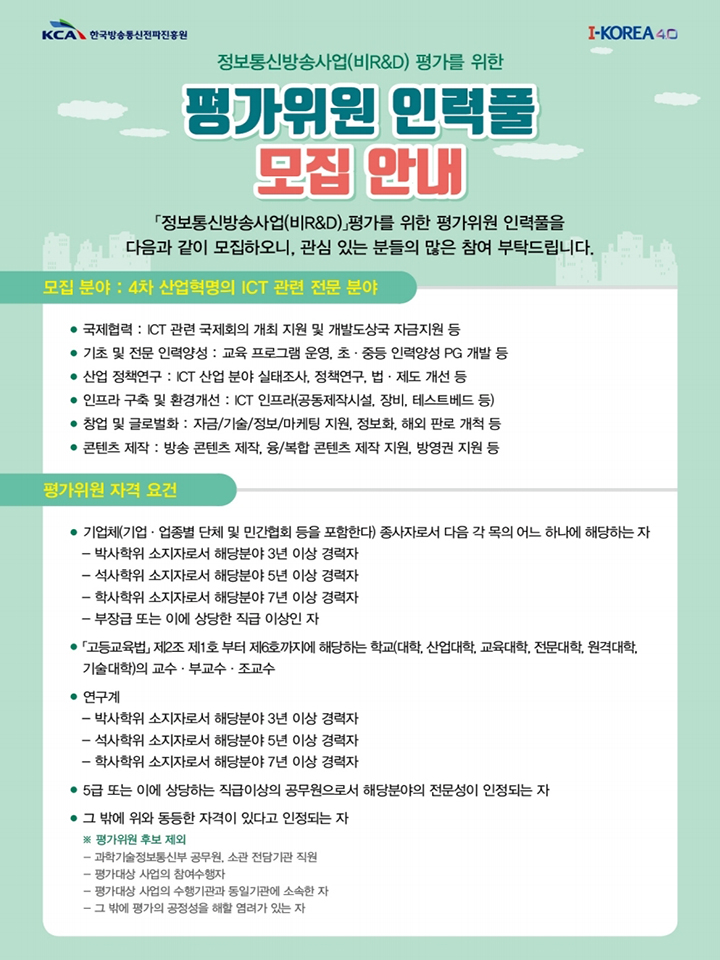 KCA 한국방송통신전파진흥원
I-KOREA 4.0
정보통신방송사업(비R&D) 평가를 위한
평가위원 인력풀
모집 안내
「정보통신방송사업(비R&D)」평가를 위한 평가위원 인력풀을
다음과 같이 모집하오니, 관심 있는 분들의 많은 참여 부탁드립니다.
모집 분야 : 4차 산업혁명의 ICT 관련 전문 분야
● 국제협력 : ICT 관련 국제회의 개최 지원 및 개발도상국 자금지원 등
● 기초 및 전문 인력양성 : 교육 프로그램 운영, 초·중등 인력양성 PG 개발 등
● 산업 정책연구 : ICT 산업 분야 실태조사, 정책연구, 법·제도 개선 등
● 인프라 구축 및 환경개선 : ICT 인프라(공동제작시설, 장비, 테스트베드 등)
● 창업 및 글로벌화 : 자금/기술/정보/마케팅 지원, 정보화, 해외 판로 개척 등
● 콘텐츠 제작 : 방송 콘텐츠 제작, 융/복합 콘텐츠 제작 지원, 방영권 지원 등
평가위원 자격 요건
● 기업체(기업·업종별 단체 및 민간협회 등을 포함한다) 종사자로서 다음 각 목의 어느 하나에 해당하는 자
– 박사학위 소지자로서 해당분야 3년 이상 경력자
– 석사학위 소지자로서 해당분야 5년 이상 경력자
– 학사학위 소지자로서 해당분야 7년 이상 경력자
– 부장급 또는 이에 상당한 직급 이상인 자
● 「고등교육법」 제2조 제1호 부터 제6호까지에 해당하는 학교(대학, 산업대학, 교육대학, 전문대학, 원격대학,
기술대학)의 교수·부교수·조교수
● 연구계
– 박사학위 소지자로서 해당분야 3년 이상 경력자
– 석사학위 소지자로서 해당분야 5년 이상 경력자
– 학사학위 소지자로서 해당분야 7년 이상 경력자
● 5급 또는 이에 상당하는 직급이상의 공무원으로서 해당분야의 전문성이 인정되는 자
● 그 밖에 위와 동등한 자격이 있다고 인정되는 자
※ 평가위원 후보 제외
– 과학기술정보통신부 공무원, 소관 전담기관 직원
– 평가대상 사업의 참여수행자
– 평가대상 사업의 수행기관과 동일기관에 소속한 자
– 그 밖에 평가의 공정성을 해할 염려가 있는 자